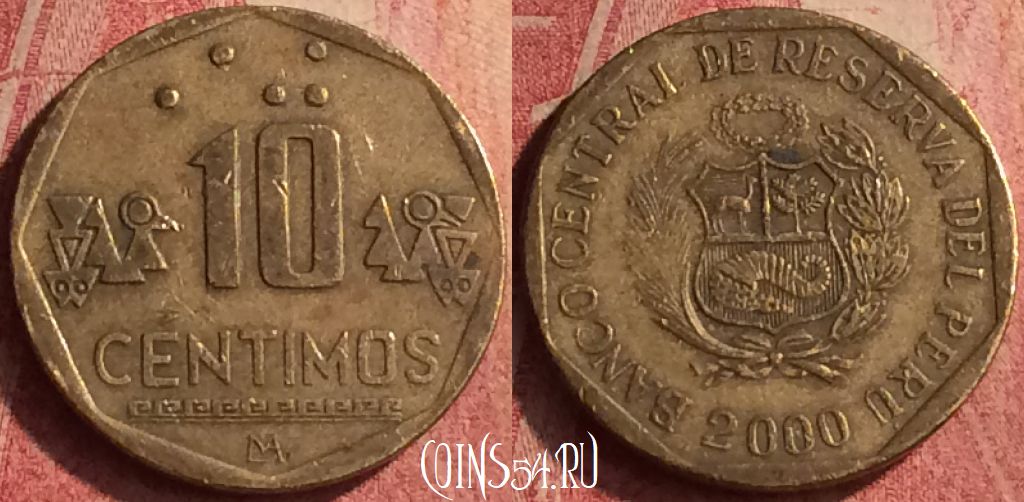 10
CENTIMOS
BANCO CENTRAL DE RESERVA DEL PERU
2000
COINS54.RU